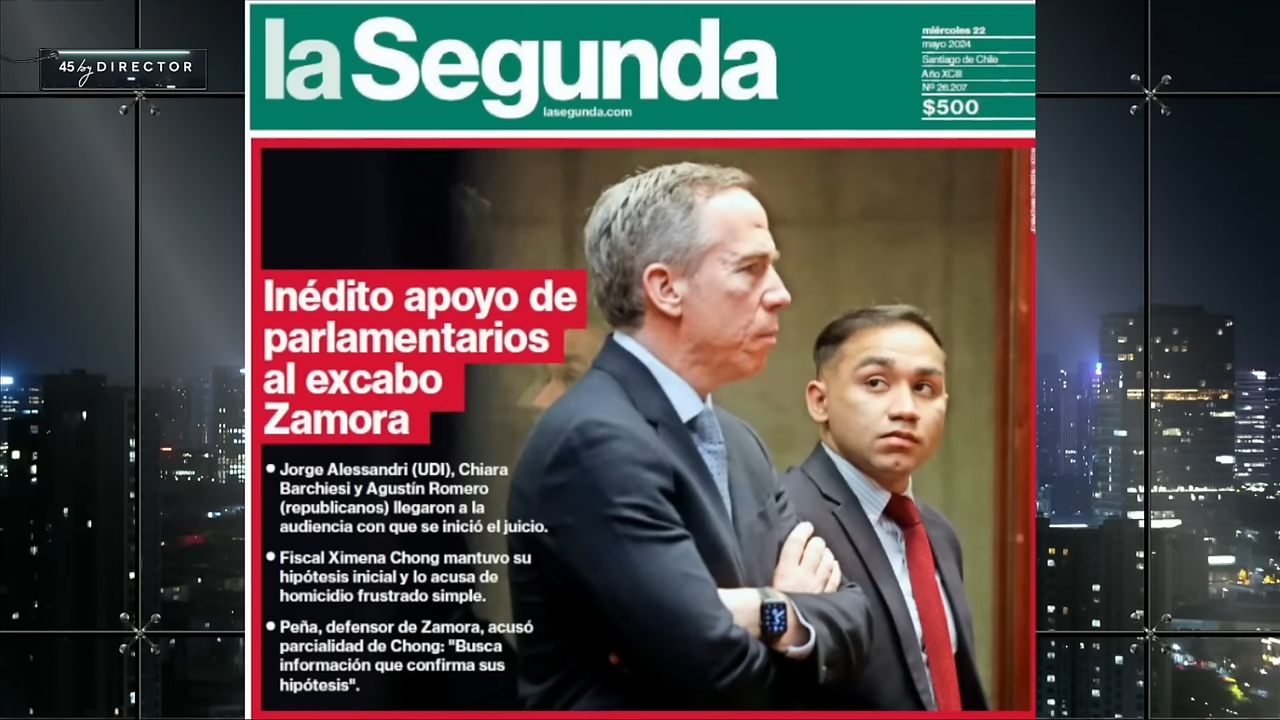 45 by DIRECTOR
la Segunda
lasegunda.com
miércoles 22
mayo 2024
Santiago de Chile
Año XCIII
Nº 28.207
$500
Inédito apoyo de
parlamentarios
al excabo
Zamora
● Jorge Alessandri (UDI), Chiara
Barchiesi y Agustín Romero
(republicanos) llegaron a la
audiencia con que se inició el juicio.
● Fiscal Ximena Chong mantuvo su
hipótesis inicial y lo acusa de
homicidio frustrado simple.
● Peña, defensor de Zamora, acusó
parcialidad de Chong: "Busca
información que confirma sus
hipótesis".